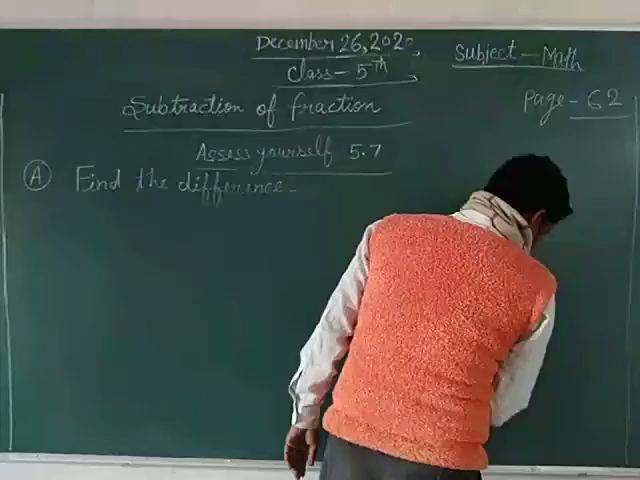 December 26, 2020,
Subject - Math
Class - 5th,
Subtraction of fraction
Page - 62
Assess yourself 5.7
A Find the difference -